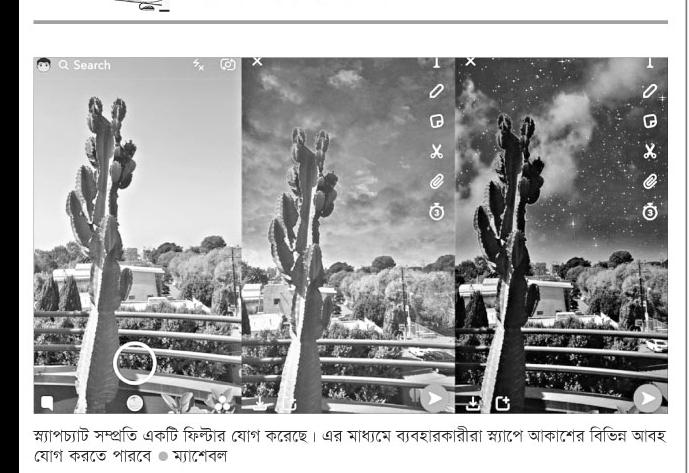 Search
স্ন্যাপচ্যাট সম্প্রতি একটি ফিল্টার যোগ করেছে। এর মাধ্যমে ব্যবহারকারীরা স্ন্যাপে আকাশের বিভিন্ন আবহ
যোগ করতে পারবে ● ম্যাশেবল